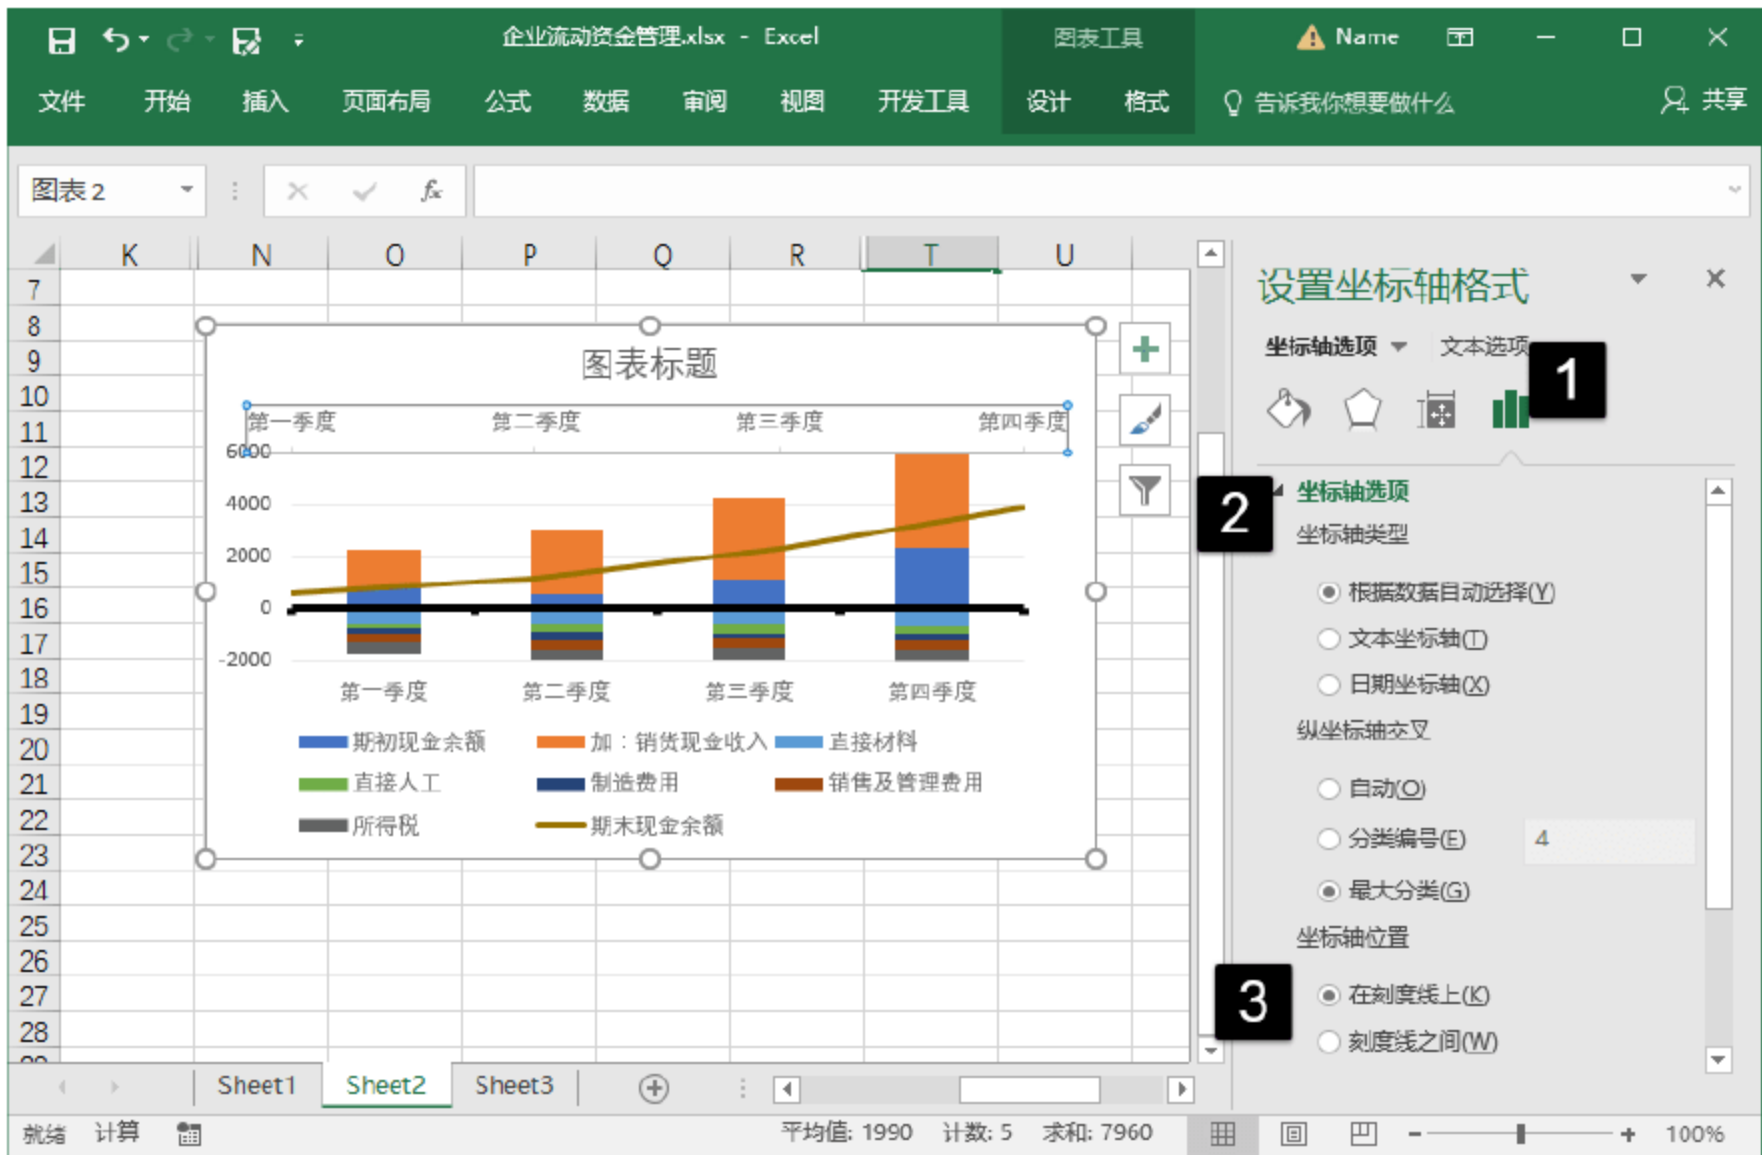 企业流动资金管理.xlsx - Excel
图表工具
Name
文件 开始 插入 页面布局 公式 数据 审阅 视图 开发工具 设计 格式 告诉我你想要做什么 共享
图表 2
fx
K N O P Q R T U
7
8
9
10
11
12
13
14
15
16
17
18
19
20
21
22
23
24
25
26
27
28
29
图表标题
第一季度 第二季度 第三季度 第四季度
6000
4000
2000
0
-2000
第一季度 第二季度 第三季度 第四季度
期初现金余额 加：销货现金收入 直接材料
直接人工 制造费用 销售及管理费用
所得税 期末现金余额
设置坐标轴格式
坐标轴选项 文本选项
1
2
坐标轴选项
坐标轴类型
根据数据自动选择(Y)
文本坐标轴(T)
日期坐标轴(X)
纵坐标轴交叉
自动(O)
分类编号(E) 4
最大分类(G)
坐标轴位置
3
在刻度线上(K)
刻度线之间(W)
Sheet1 Sheet2 Sheet3
就绪 计算 平均值: 1990 计数: 5 求和: 7960 100%